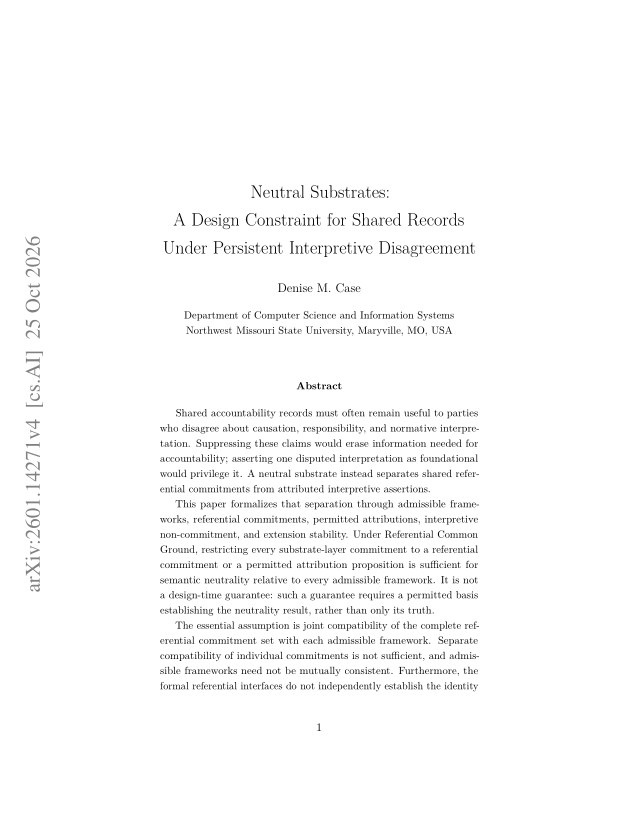 Neutral Substrates:
A Design Constraint for Shared Records
Under Persistent Interpretive Disagreement
Denise M. Case
Department of Computer Science and Information Systems
Northwest Missouri State University, Maryville, MO, USA
Abstract
Shared accountability records must often remain useful to parties
who disagree about causation, responsibility, and normative interpre-
tation. Suppressing these claims would erase information needed for
accountability; asserting one disputed interpretation as foundational
would privilege it. A neutral substrate instead separates shared refer-
ential commitments from attributed interpretive assertions.
This paper formalizes that separation through admissible frame-
works, referential commitments, permitted attributions, interpretive
non-commitment, and extension stability. Under Referential Common
Ground, restricting every substrate-layer commitment to a referential
commitment or a permitted attribution proposition is sufficient for
semantic neutrality relative to every admissible framework. It is not
a design-time guarantee: such a guarantee requires a permitted basis
establishing the neutrality result, rather than only its truth.
The essential assumption is joint compatibility of the complete ref-
erential commitment set with each admissible framework. Separate
compatibility of individual commitments is not sufficient, and admis-
sible frameworks need not be mutually consistent. Furthermore, the
formal referential interfaces do not independently establish the identity
1
arXiv:2601.14271v4 [cs.AI] 25 Oct 2026